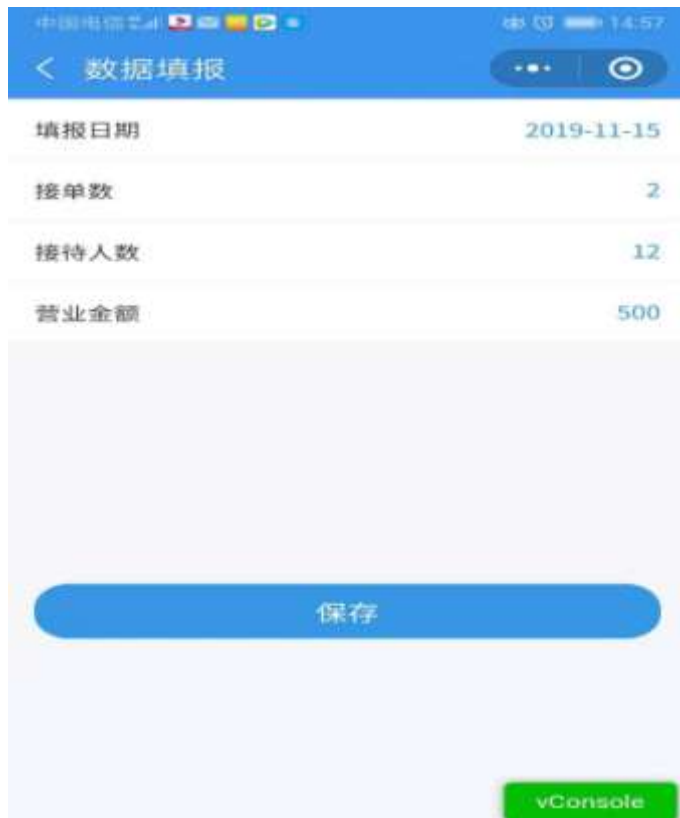 中国电信 14:57
数据填报
填报日期 2019-11-15
接单数 2
接待人数 12
营业金额 500
保存
vConsole